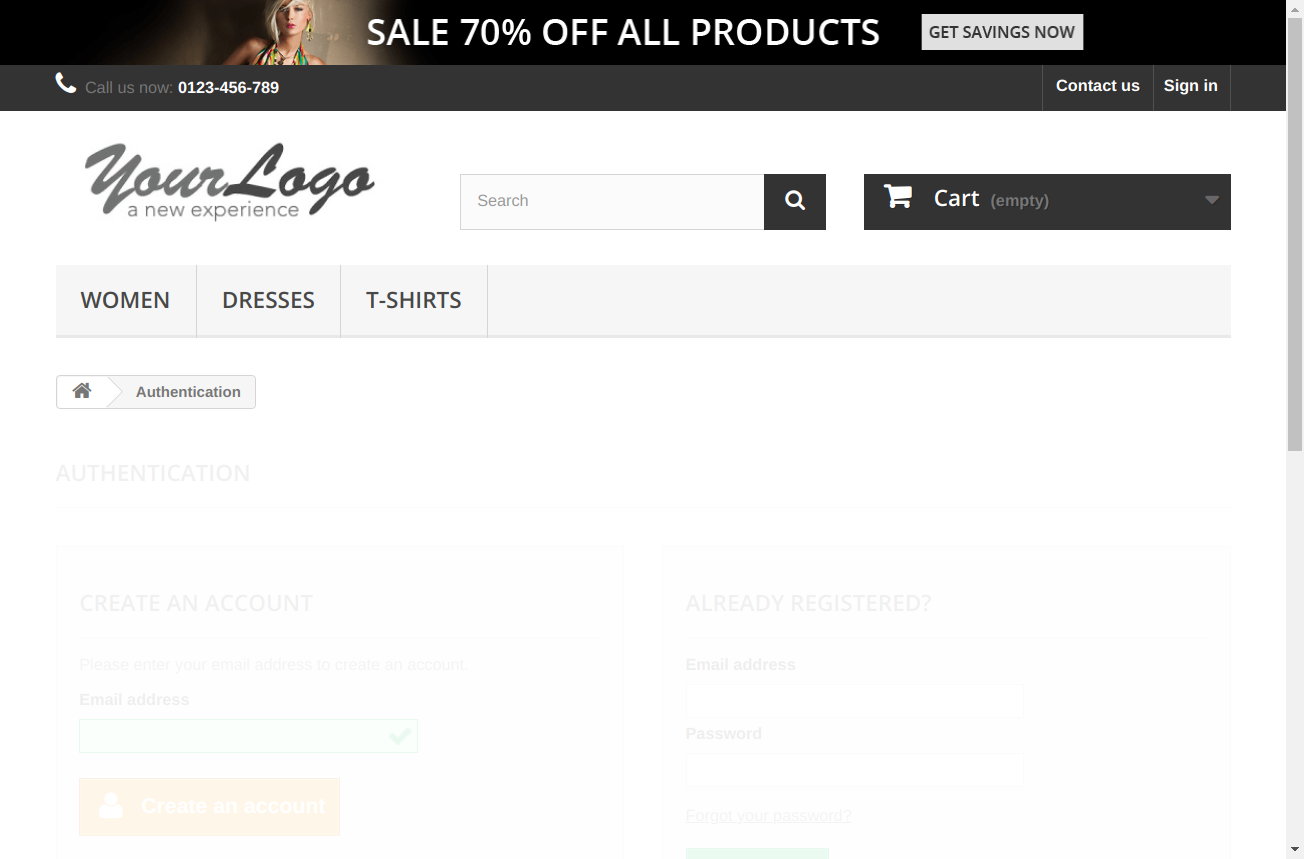 SALE 70% OFF ALL PRODUCTS GET SAVINGS NOW
Call us now: 0123-456-789 Contact us Sign in
YourLogo
a new experience
Search Cart (empty)
WOMEN DRESSES T-SHIRTS
Authentication
AUTHENTICATION
CREATE AN ACCOUNT
Please enter your email address to create an account.
Email address
Create an account
ALREADY REGISTERED?
Email address
Password
Forgot your password?